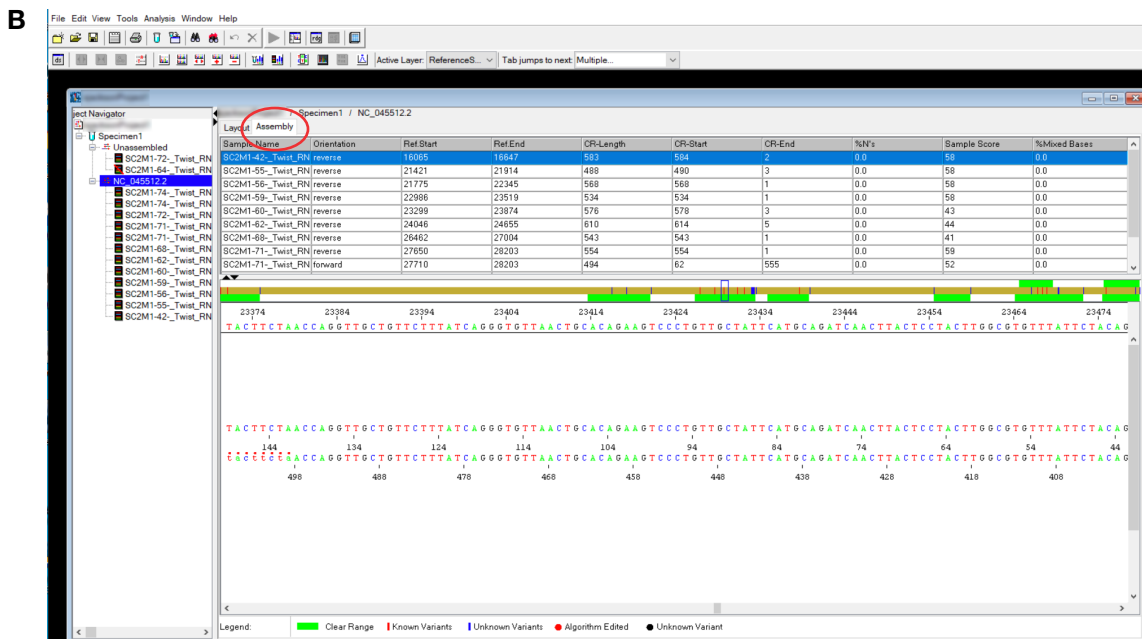 B
File Edit View Tools Analysis Window Help
Active Layer: ReferenceS... Tab jumps to next: Multiple...
ject Navigator
Specimen1 / NC_045512.2
Layout Assembly
Specimen1
Unassembled
SC2M1-72-_Twist_RN
SC2M1-64-_Twist_RN
NC_045512.2
SC2M1-74-_Twist_RN
SC2M1-74-_Twist_RN
SC2M1-72-_Twist_RN
SC2M1-71-_Twist_RN
SC2M1-71-_Twist_RN
SC2M1-68-_Twist_RN
SC2M1-62-_Twist_RN
SC2M1-60-_Twist_RN
SC2M1-59-_Twist_RN
SC2M1-56-_Twist_RN
SC2M1-55-_Twist_RN
SC2M1-42-_Twist_RN
Sample Name Orientation Ref.Start Ref.End CR-Length CR-Start CR-End %N's Sample Score %Mixed Bases
SC2M1-42-_Twist_RN reverse 16065 16647 583 584 2 0.0 58 0.0
SC2M1-55-_Twist_RN reverse 21421 21914 488 490 3 0.0 58 0.0
SC2M1-56-_Twist_RN reverse 21775 22345 568 568 1 0.0 58 0.0
SC2M1-59-_Twist_RN reverse 22986 23519 534 534 1 0.0 58 0.0
SC2M1-60-_Twist_RN reverse 23299 23874 576 578 3 0.0 43 0.0
SC2M1-62-_Twist_RN reverse 24046 24655 610 614 5 0.0 44 0.0
SC2M1-68-_Twist_RN reverse 26462 27004 543 543 1 0.0 41 0.0
SC2M1-71-_Twist_RN reverse 27650 28203 554 554 1 0.0 59 0.0
SC2M1-71-_Twist_RN forward 27710 28203 494 62 555 0.0 52 0.0
23374 23384 23394 23404 23414 23424 23434 23444 23454 23464 23474
TACTTCTAACCAGGTTGCTGTTCTTTATCAGGGTGTTAACTGCACAGAAGTCCCTGTTGCTATTCATGCAGATCAACTTACTCCTACTTGGCGTGTTTATTCTACAG
TACTTCTAACCAGGTTGCTGTTCTTTATCAGGGTGTTAACTGCACAGAAGTCCCTGTTGCTATTCATGCAGATCAACTTACTCCTACTTGGCGTGTTTATTCTACAG
144 134 124 114 104 94 84 74 64 54 44
tacttctaACCAGGTTGCTGTTCTTTATCAGGGTGTTAACTGCACAGAAGTCCCTGTTGCTATTCATGCAGATCAACTTACTCCTACTTGGCGTGTTTATTCTACAG
498 488 478 468 458 448 438 428 418 408
Legend: Clear Range Known Variants Unknown Variants Algorithm Edited Unknown Variant